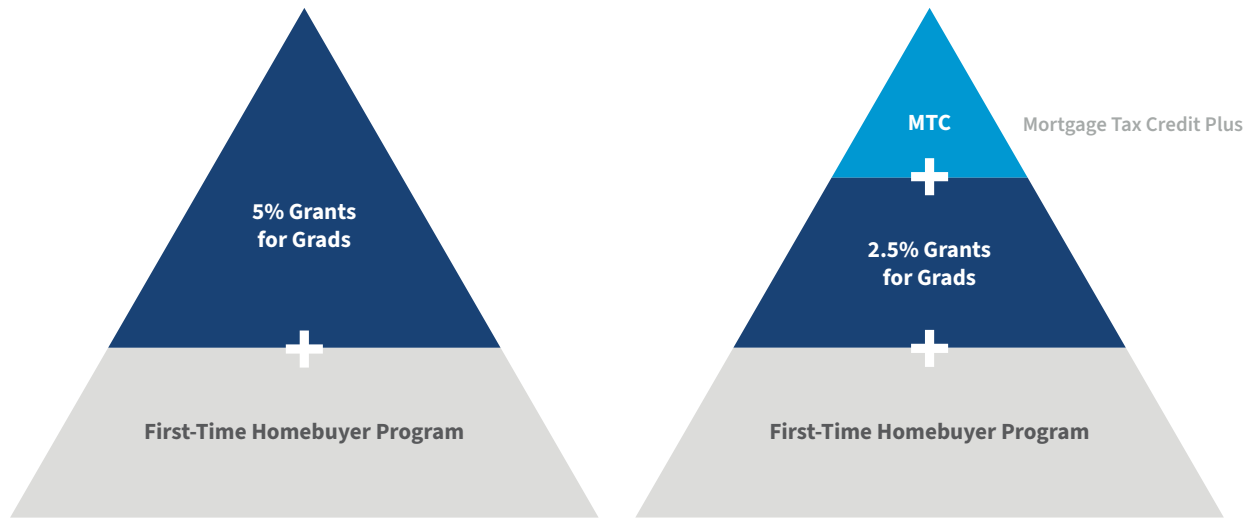 5% Grants
for Grads
First-Time Homebuyer Program
MTC
Mortgage Tax Credit Plus
2.5% Grants
for Grads
First-Time Homebuyer Program